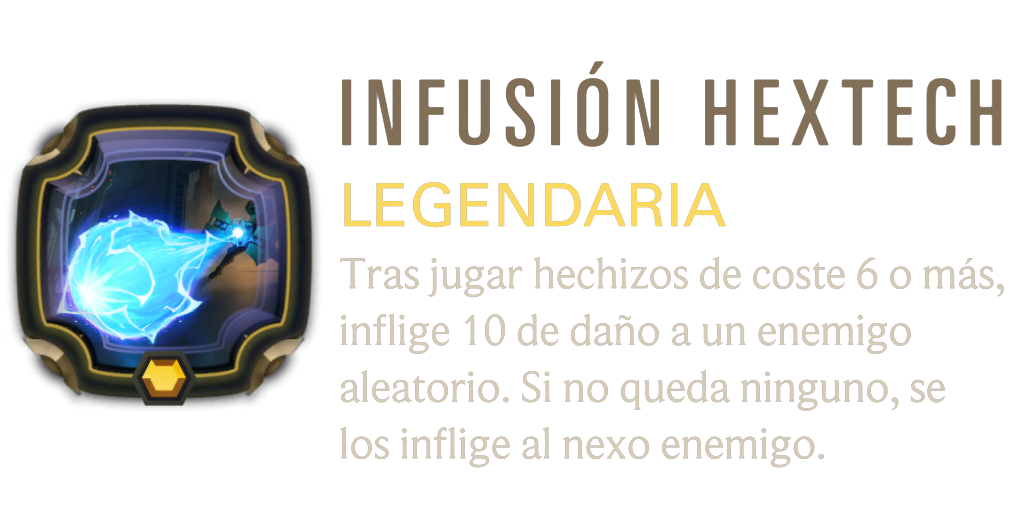 INFUSIÓN HEXTECH
LEGENDARIA
Tras jugar hechizos de coste 6 o más,
inflige 10 de daño a un enemigo
aleatorio. Si no queda ninguno, se
los inflige al nexo enemigo.